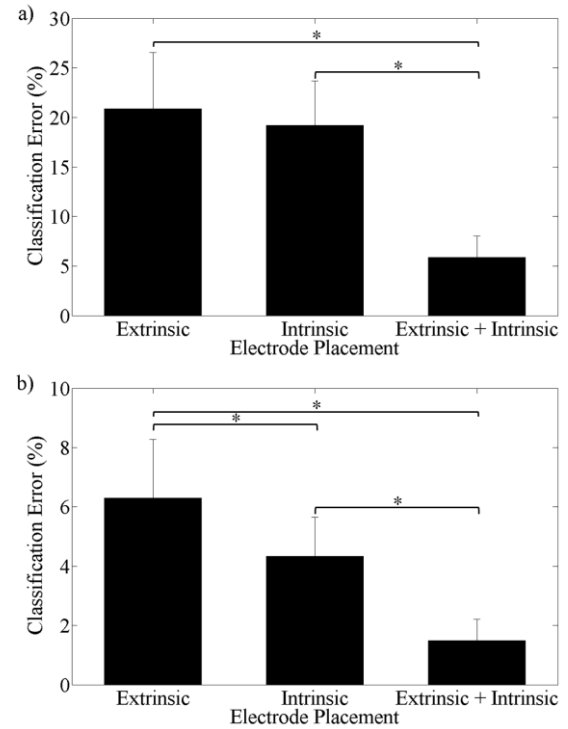 a)
30
25
20
15
10
5
0
Classification Error (%)
*
*
Extrinsic Intrinsic Extrinsic + Intrinsic
Electrode Placement
b)
10
8
6
4
2
0
Classification Error (%)
*
*
*
Extrinsic Intrinsic Extrinsic + Intrinsic
Electrode Placement